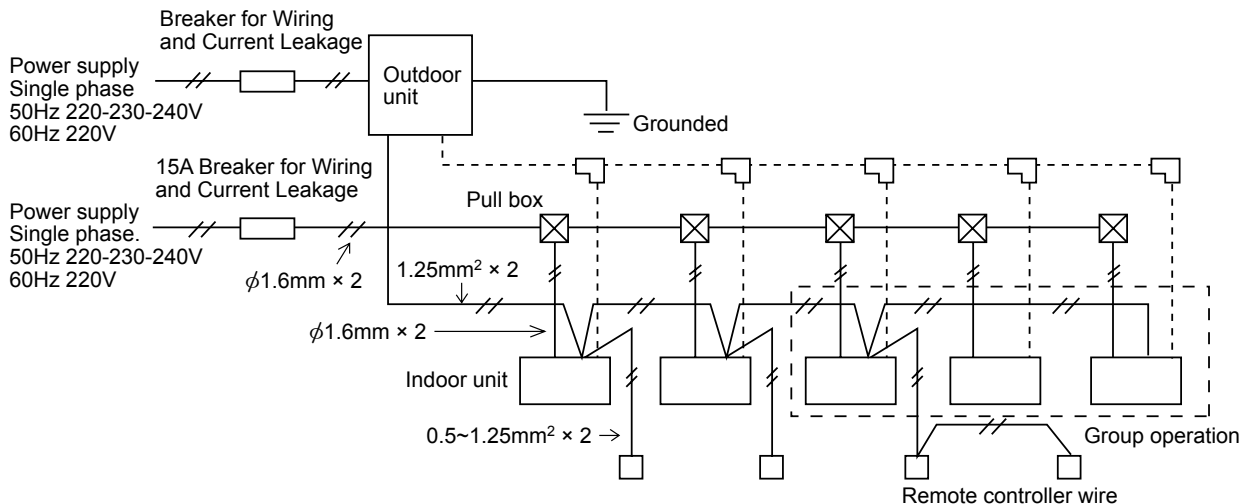 Breaker for Wiring
and Current Leakage
Power supply
Single phase
50Hz 220-230-240V
60Hz 220V
Outdoor
unit
Grounded
15A Breaker for Wiring
and Current Leakage
Pull box
Power supply
Single phase.
50Hz 220-230-240V
60Hz 220V
ϕ1.6mm × 2
1.25mm² × 2
ϕ1.6mm × 2
Indoor unit
0.5~1.25mm² × 2
Group operation
Remote controller wire